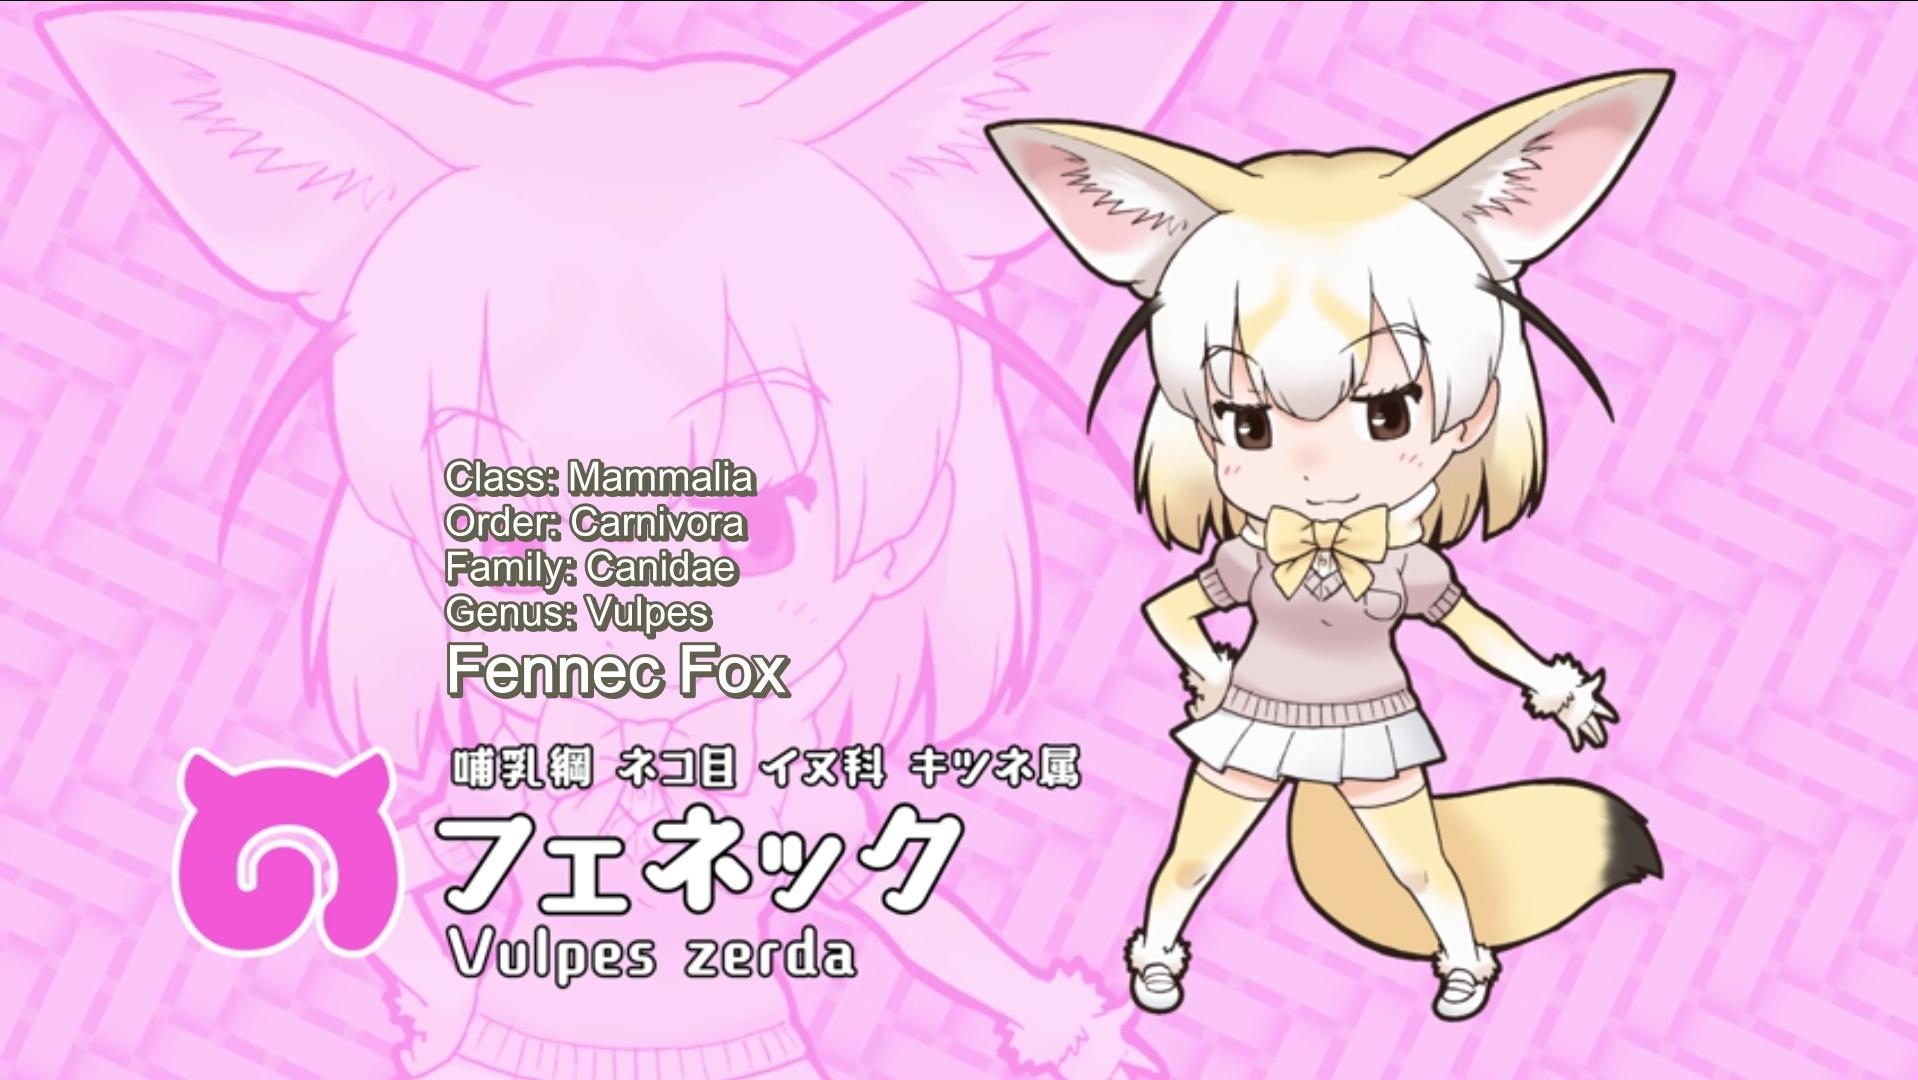 Class: Mammalia
Order: Carnivora
Family: Canidae
Genus: Vulpes
Fennec Fox
哺乳綱 ネコ目 イヌ科 キツネ属
フェネック
Vulpes zerda